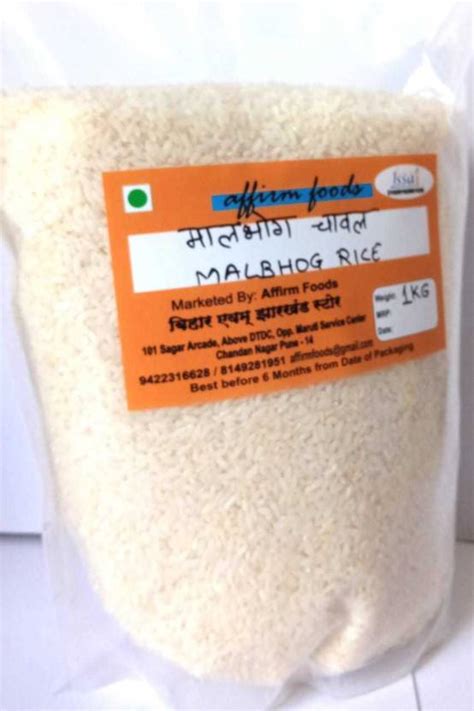 affirm foods
मालभोग चावल
MALBHOG RICE
Marketed By: Affirm Foods
बिहार एवम् झारखंड स्टोर
101 Sagar Arcade, Above DTDC, Opp. Maruti Service Center
Chandan Nagar Pune - 14
9422316628 / 8149281951 affirmfoods@gmail.com
Best before 6 Months from Date of Packaging
Weight: 1KG
MRP:
Date: